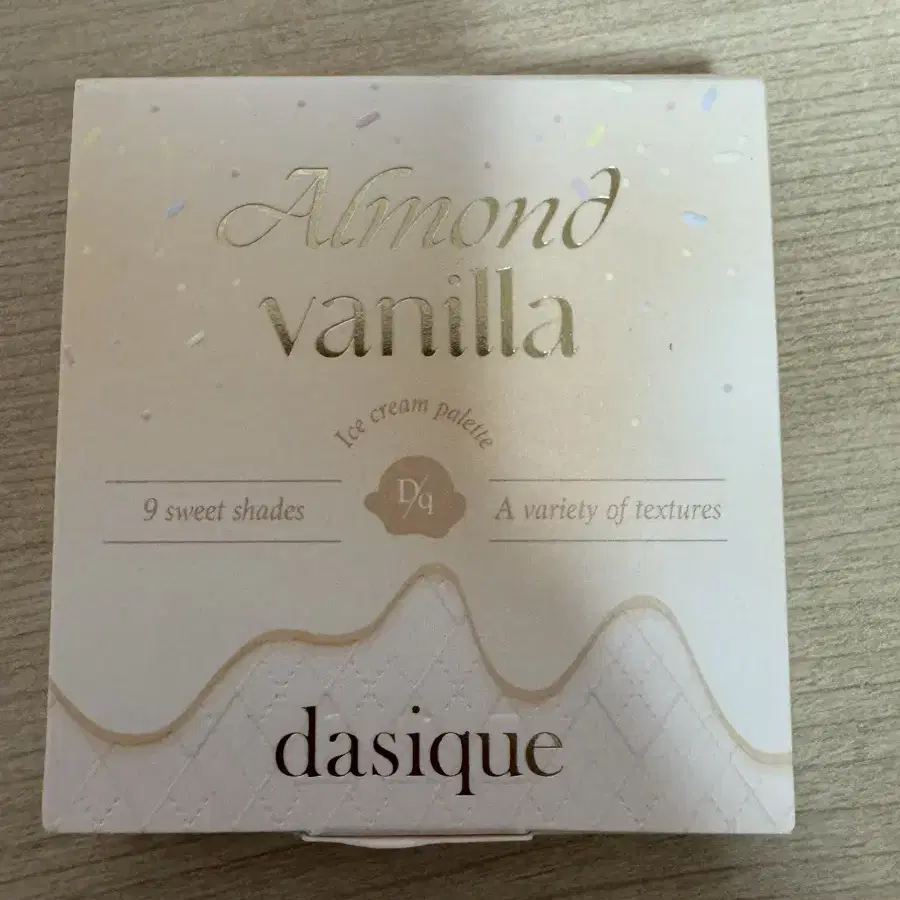 Almond
vanilla
Ice cream palette
D/q
9 sweet shades
A variety of textures
dasique